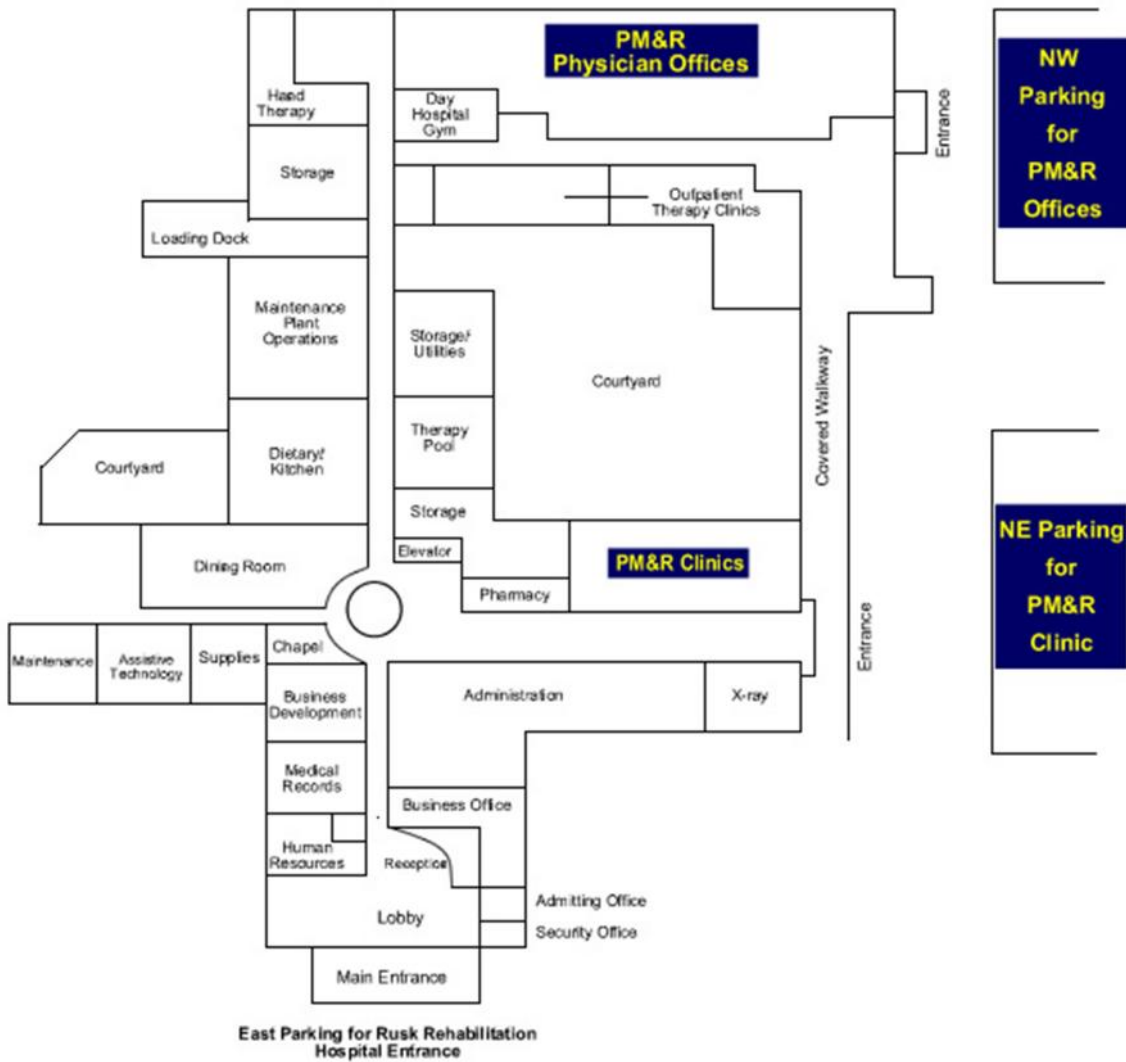 PM&R
Physician Offices
NW
Parking
for
PM&R
Offices
Hand
Therapy
Day
Hospital
Gym
Entrance
Storage
Outpatient
Therapy Clinics
Loading Dock
Maintenance
Plant
Operations
Storage/
Utilities
Courtyard
Covered Walkway
Therapy
Pool
Courtyard
Dietary/
Kitchen
Storage
Elevator
PM&R Clinics
NE Parking
for
PM&R
Clinic
Dining Room
Pharmacy
Entrance
Maintenance
Assistive
Technology
Supplies
Chapel
Business
Development
Administration
X-ray
Medical
Records
Business Office
Human
Resources
Reception
Admitting Office
Lobby
Security Office
Main Entrance
East Parking for Rusk Rehabilitation
Hospital Entrance